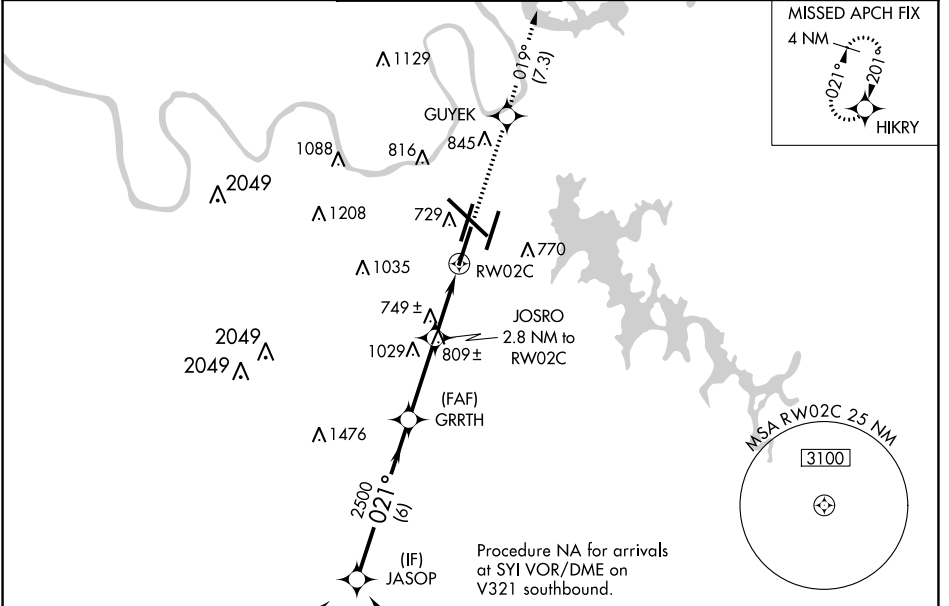 MISSED APCH FIX
4 NM
021°
201°
HIKRY
1129
019°
(7.3)
GUYEK
845
1088
816
2049
1208
729
770
1035
RW02C
749 ±
JOSRO
2.8 NM to
RW02C
2049
2049
1029
809 ±
(FAF)
GRRTH
1476
MSA RW02C 25 NM
3100
2500
021°
(6)
(IF)
JASOP
Procedure NA for arrivals
at SYI VOR/DME on
V321 southbound.